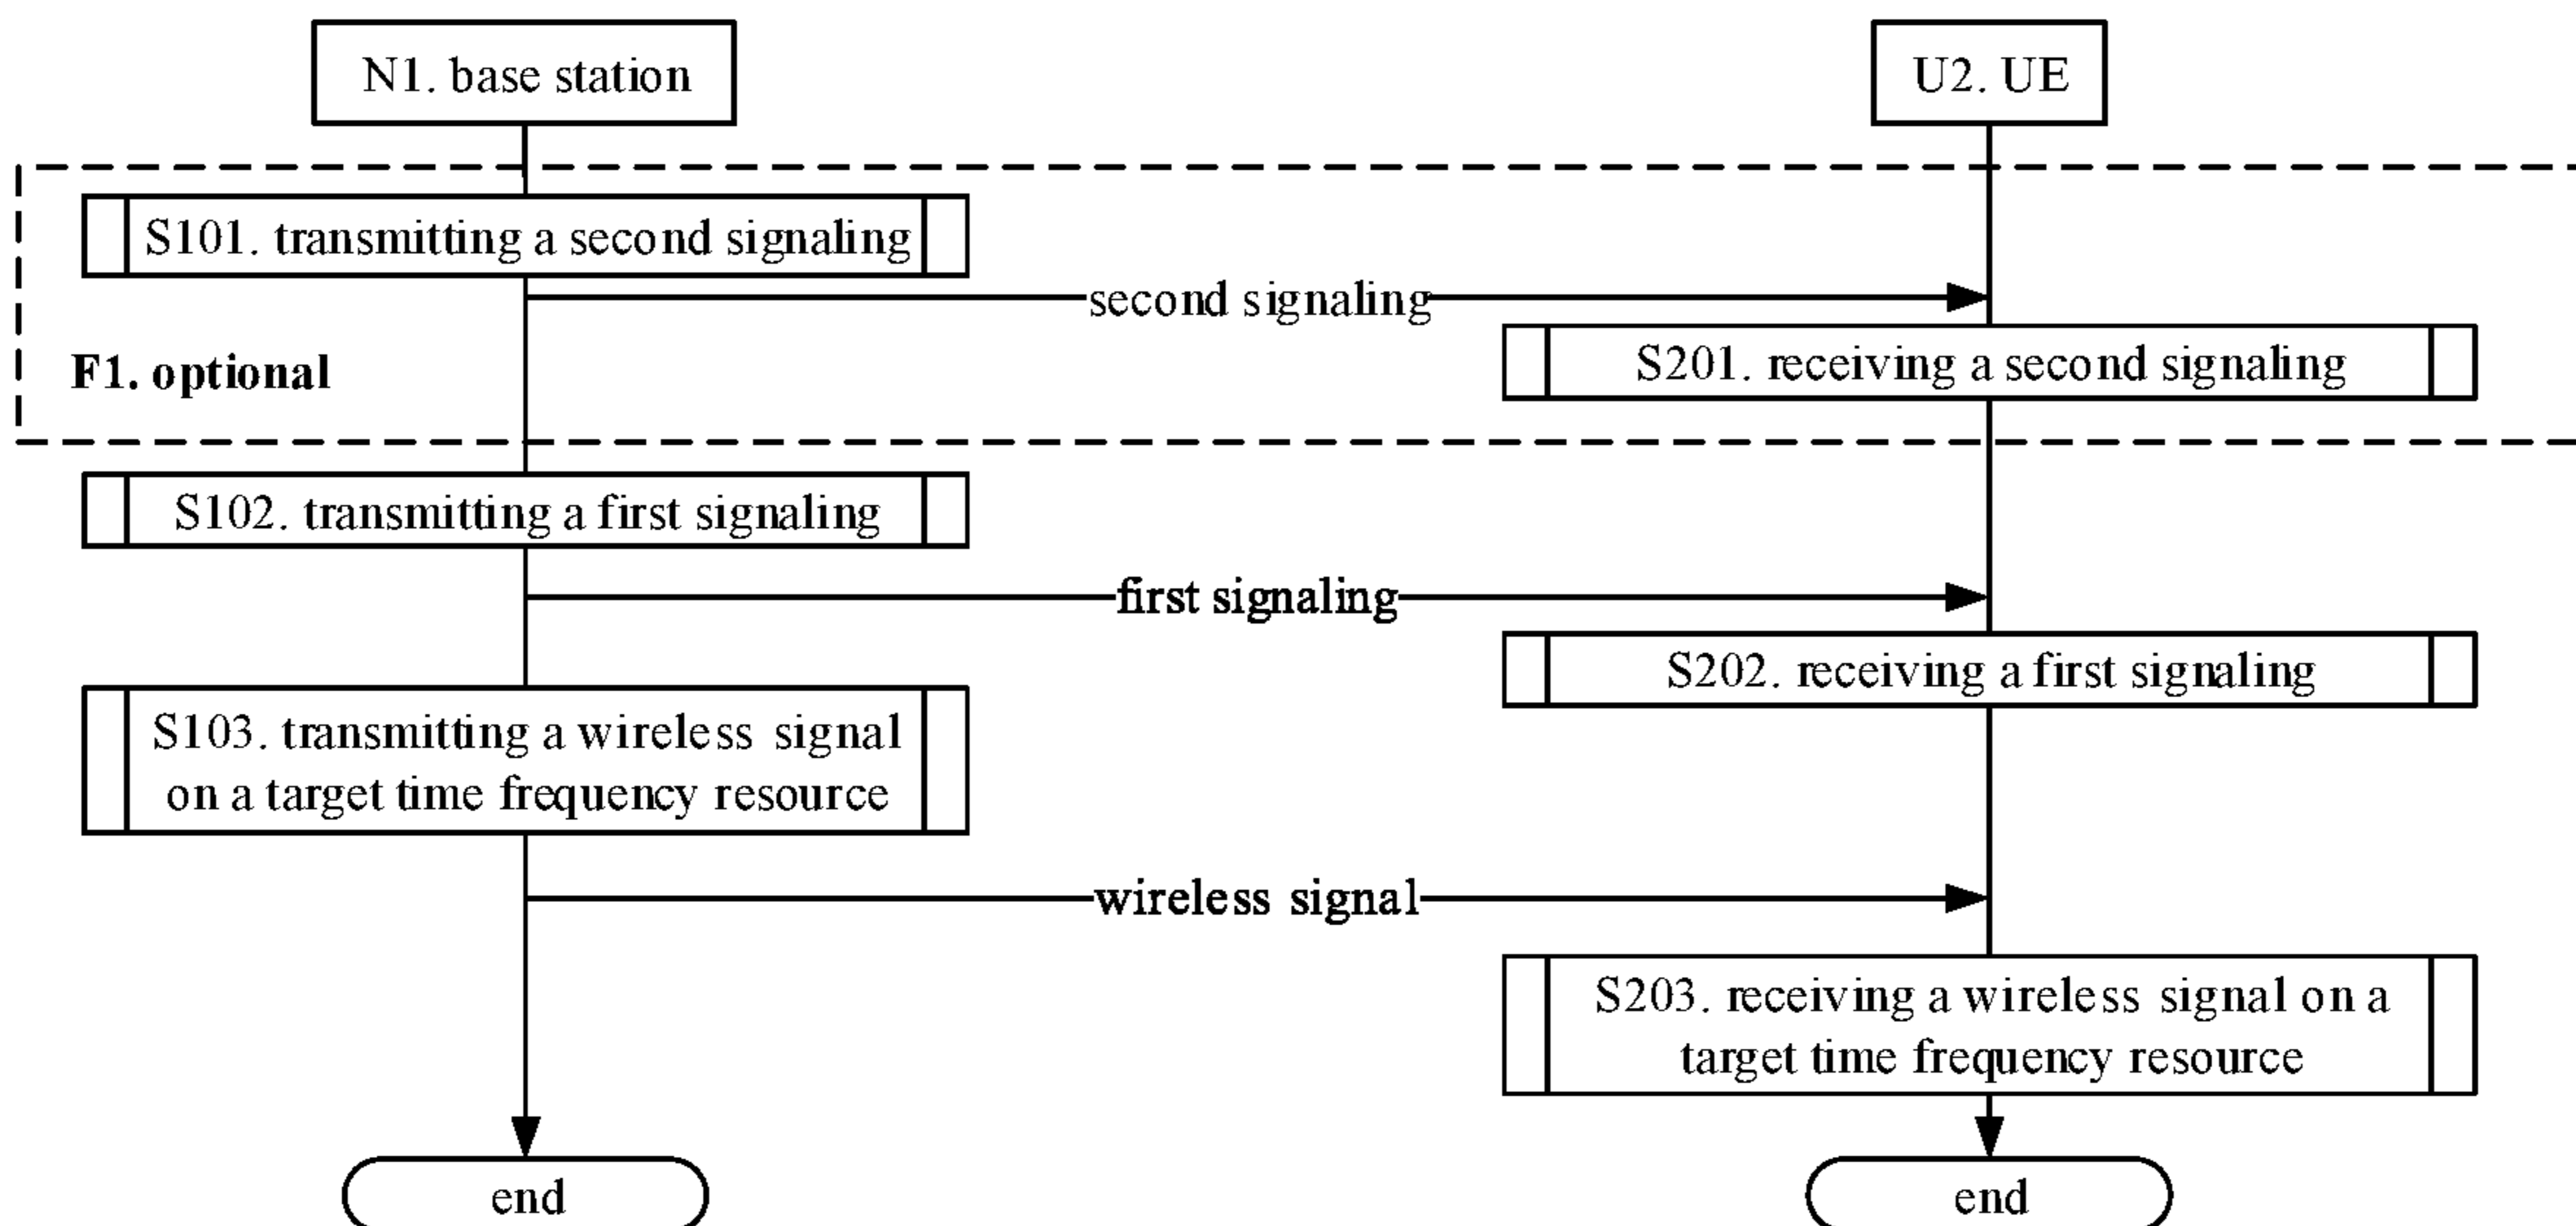 N1. base station
U2. UE
S101. transmitting a second signaling
second signaling
F1. optional
S201. receiving a second signaling
S102. transmitting a first signaling
first signaling
S202. receiving a first signaling
S103. transmitting a wireless signal
on a target time frequency resource
wireless signal
S203. receiving a wireless signal on a
target time frequency resource
end
end